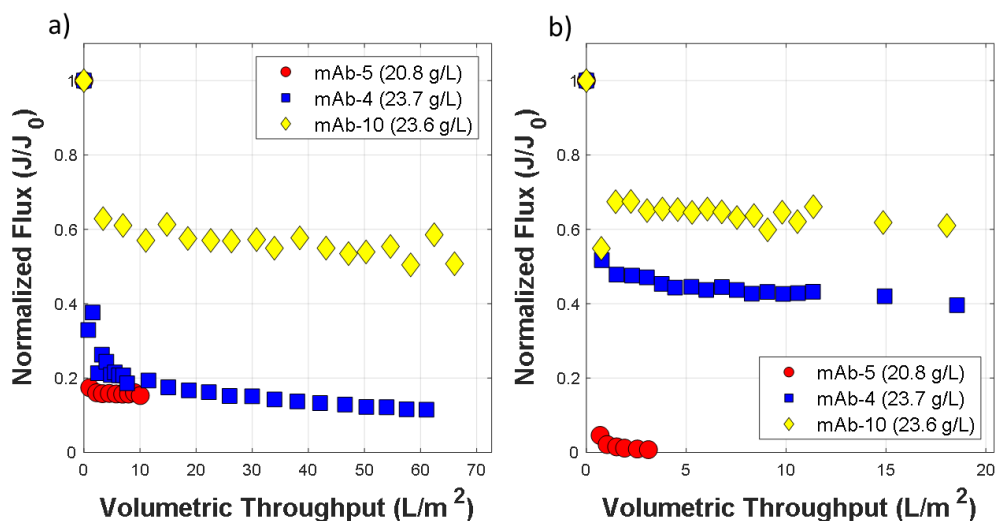 a)
Normalized Flux (J/J0)
1
0.8
0.6
0.4
0.2
0
mAb-5 (20.8 g/L)
mAb-4 (23.7 g/L)
mAb-10 (23.6 g/L)
0 10 20 30 40 50 60 70
Volumetric Throughput (L/m²)
b)
Normalized Flux (J/J0)
1
0.8
0.6
0.4
0.2
0
mAb-5 (20.8 g/L)
mAb-4 (23.7 g/L)
mAb-10 (23.6 g/L)
0 5 10 15 20
Volumetric Throughput (L/m²)